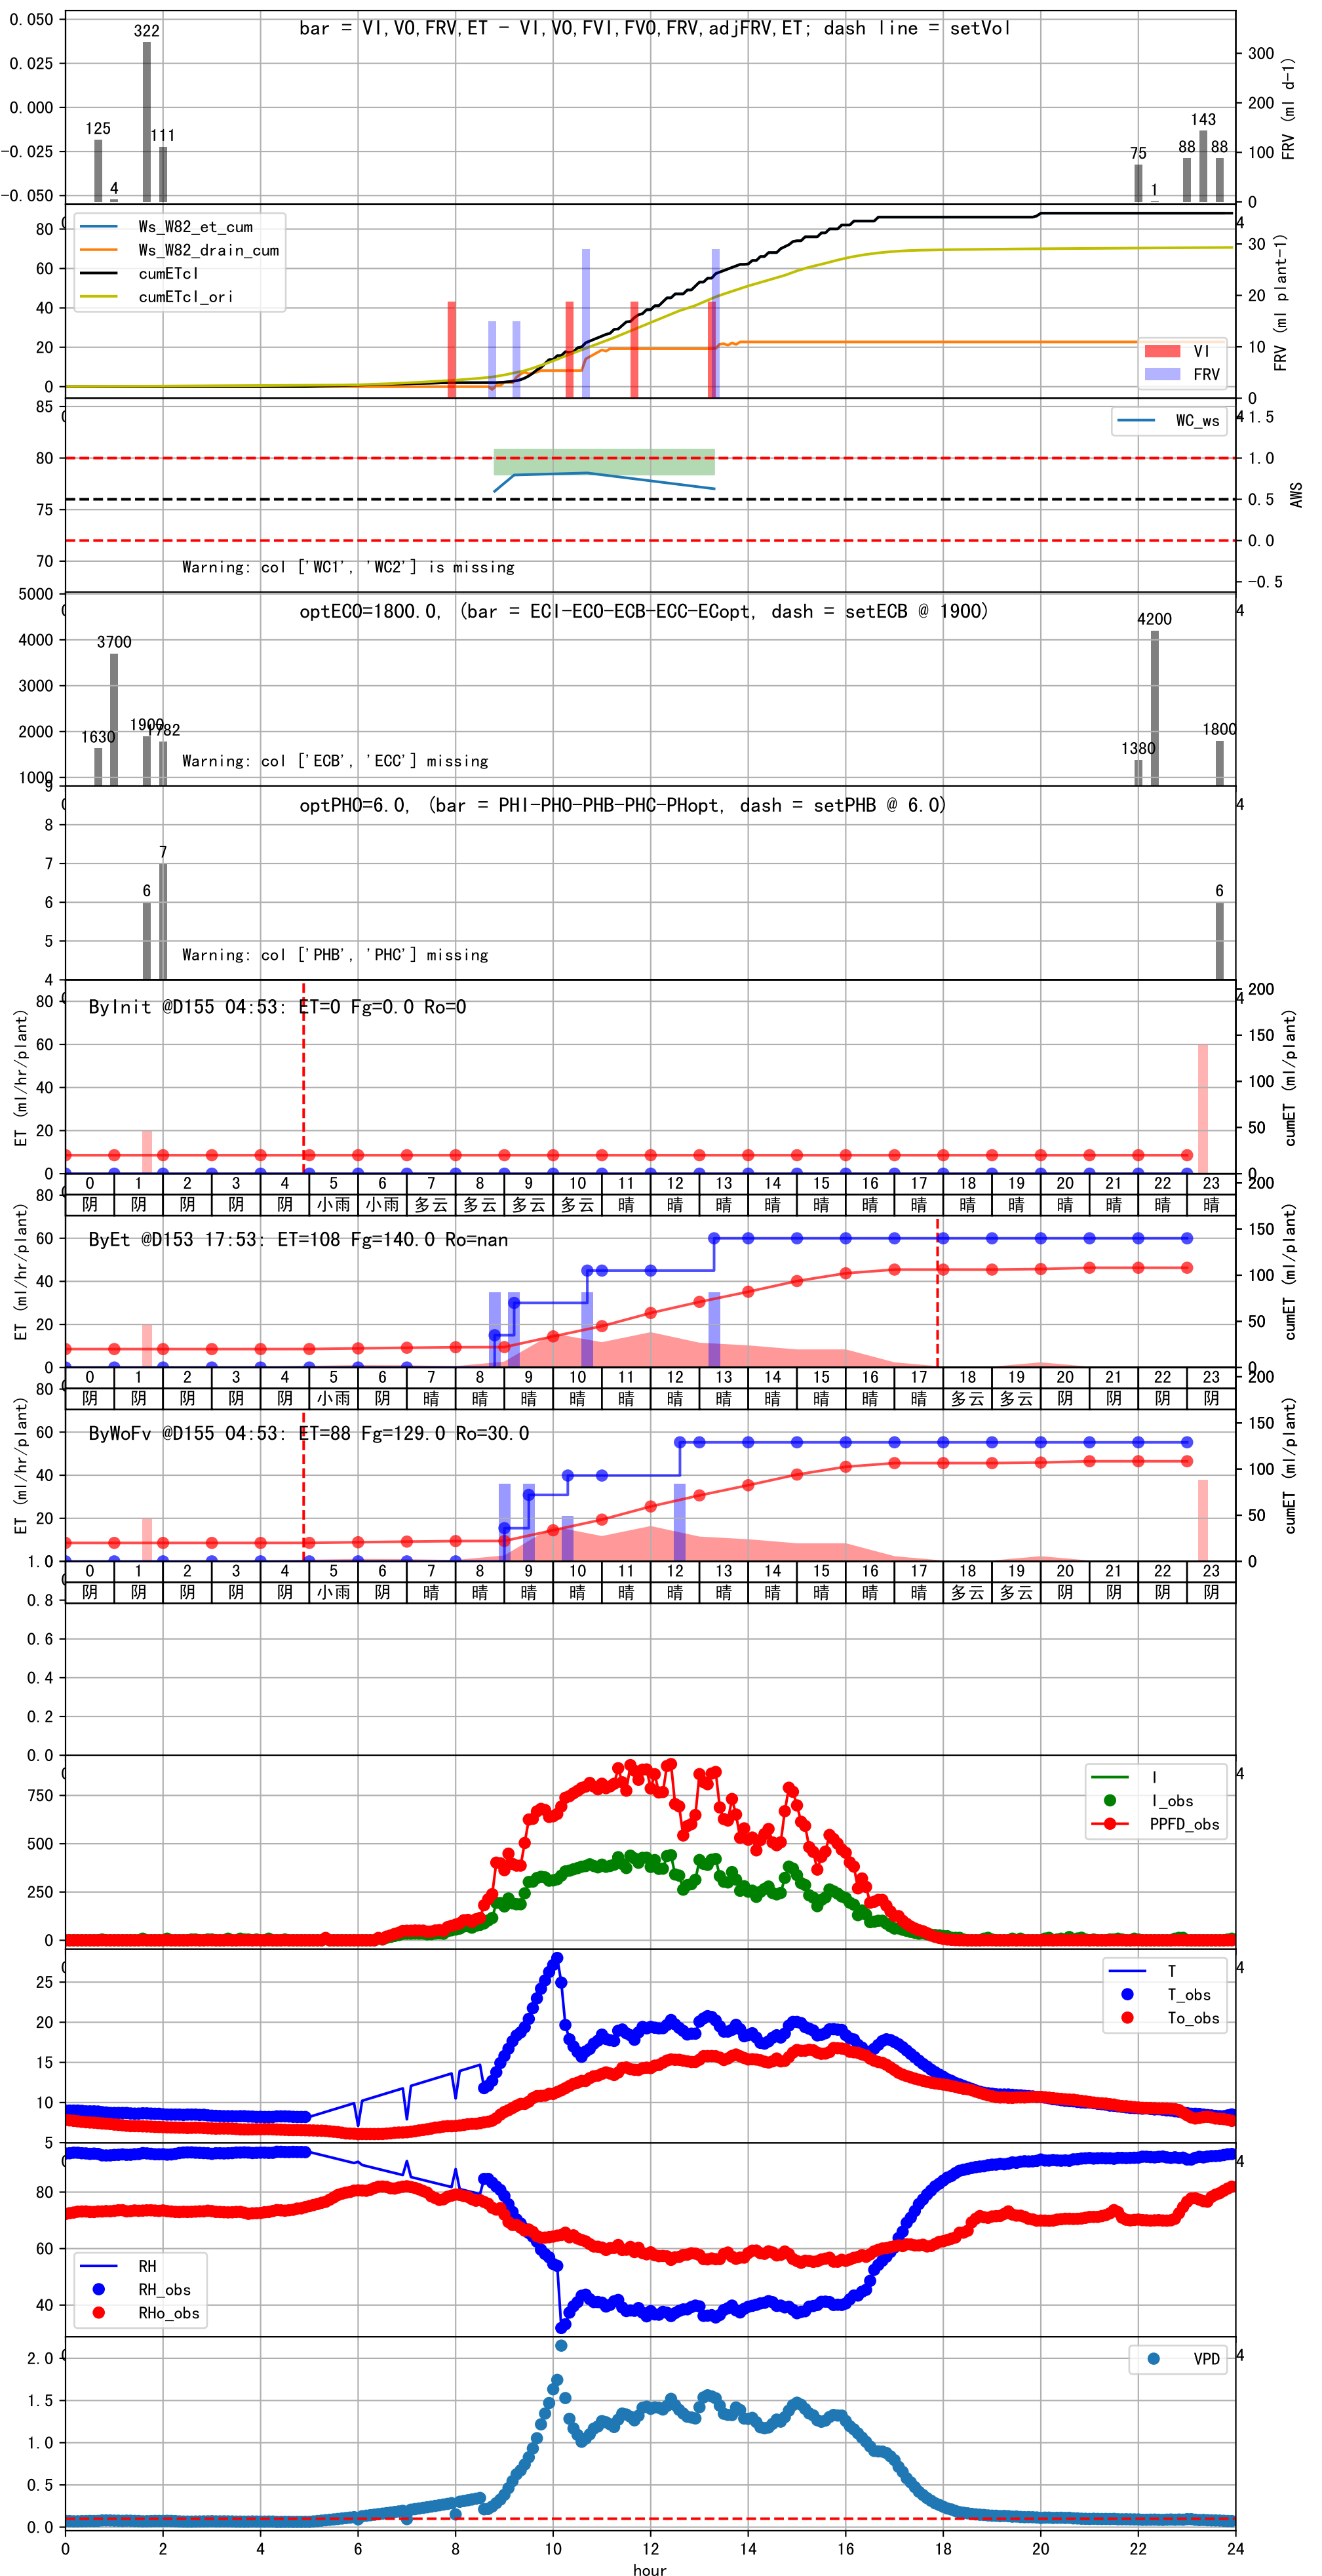 bar = VI,VO,FRV,ET - VI,VO,FVI,FVO,FRV,adjFRV,ET; dash line = setVol
0.050
0.025
0.000
-0.025
-0.050
125
4
322
111
75
1
88
143
88
300
200
100
0
FRV (ml d-1)
Ws_W82_et_cum
Ws_W82_drain_cum
cumETcI
cumETcI_ori
80
60
40
20
0
VI
FRV
4
30
20
10
0
FRV (ml plant-1)
85
80
75
70
WC_ws
Warning: col ['WC1', 'WC2'] is missing
4
1.5
1.0
0.5
0.0
-0.5
AWS
optECO=1800.0, (bar = ECI-ECO-ECB-ECC-ECopt, dash = setECB @ 1900)
5000
4000
3000
2000
1000
1630
3700
1900
1782
1380
4200
1800
4
Warning: col ['ECB', 'ECC'] missing
optPHO=6.0, (bar = PHI-PHO-PHB-PHC-PHopt, dash = setPHB @ 6.0)
9
8
7
6
5
4
6
7
6
4
Warning: col ['PHB', 'PHC'] missing
ByInit @D155 04:53: ET=0 Fg=0.0 Ro=0
80
60
40
20
0
ET (ml/hr/plant)
200
4
150
100
50
0
cumET (ml/plant)
0 1 2 3 4 5 6 7 8 9 10 11 12 13 14 15 16 17 18 19 20 21 22 23
阴 阴 阴 阴 阴 小雨 小雨 多云 多云 多云 多云 晴 晴 晴 晴 晴 晴 晴 晴 晴 晴 晴 晴 晴
ByEt @D153 17:53: ET=108 Fg=140.0 Ro=nan
80
60
40
20
0
ET (ml/hr/plant)
200
150
100
50
0
cumET (ml/plant)
0 1 2 3 4 5 6 7 8 9 10 11 12 13 14 15 16 17 18 19 20 21 22 23
阴 阴 阴 阴 阴 小雨 阴 晴 晴 晴 晴 晴 晴 晴 晴 晴 晴 晴 多云 多云 阴 阴 阴 阴
ByWoFv @D155 04:53: ET=88 Fg=129.0 Ro=30.0
80
60
40
20
ET (ml/hr/plant)
200
150
100
50
0
cumET (ml/plant)
0 1 2 3 4 5 6 7 8 9 10 11 12 13 14 15 16 17 18 19 20 21 22 23
阴 阴 阴 阴 阴 小雨 阴 晴 晴 晴 晴 晴 晴 晴 晴 晴 晴 晴 多云 多云 阴 阴 阴 阴
1.0
0.8
0.6
0.4
0.2
0.0
750
500
250
0
I
I_obs
PPFD_obs
4
25
20
15
10
5
T
T_obs
To_obs
4
80
60
40
RH
RH_obs
RHo_obs
4
2.0
1.5
1.0
0.5
0.0
VPD
4
0 2 4 6 8 10 12 14 16 18 20 22 24
hour